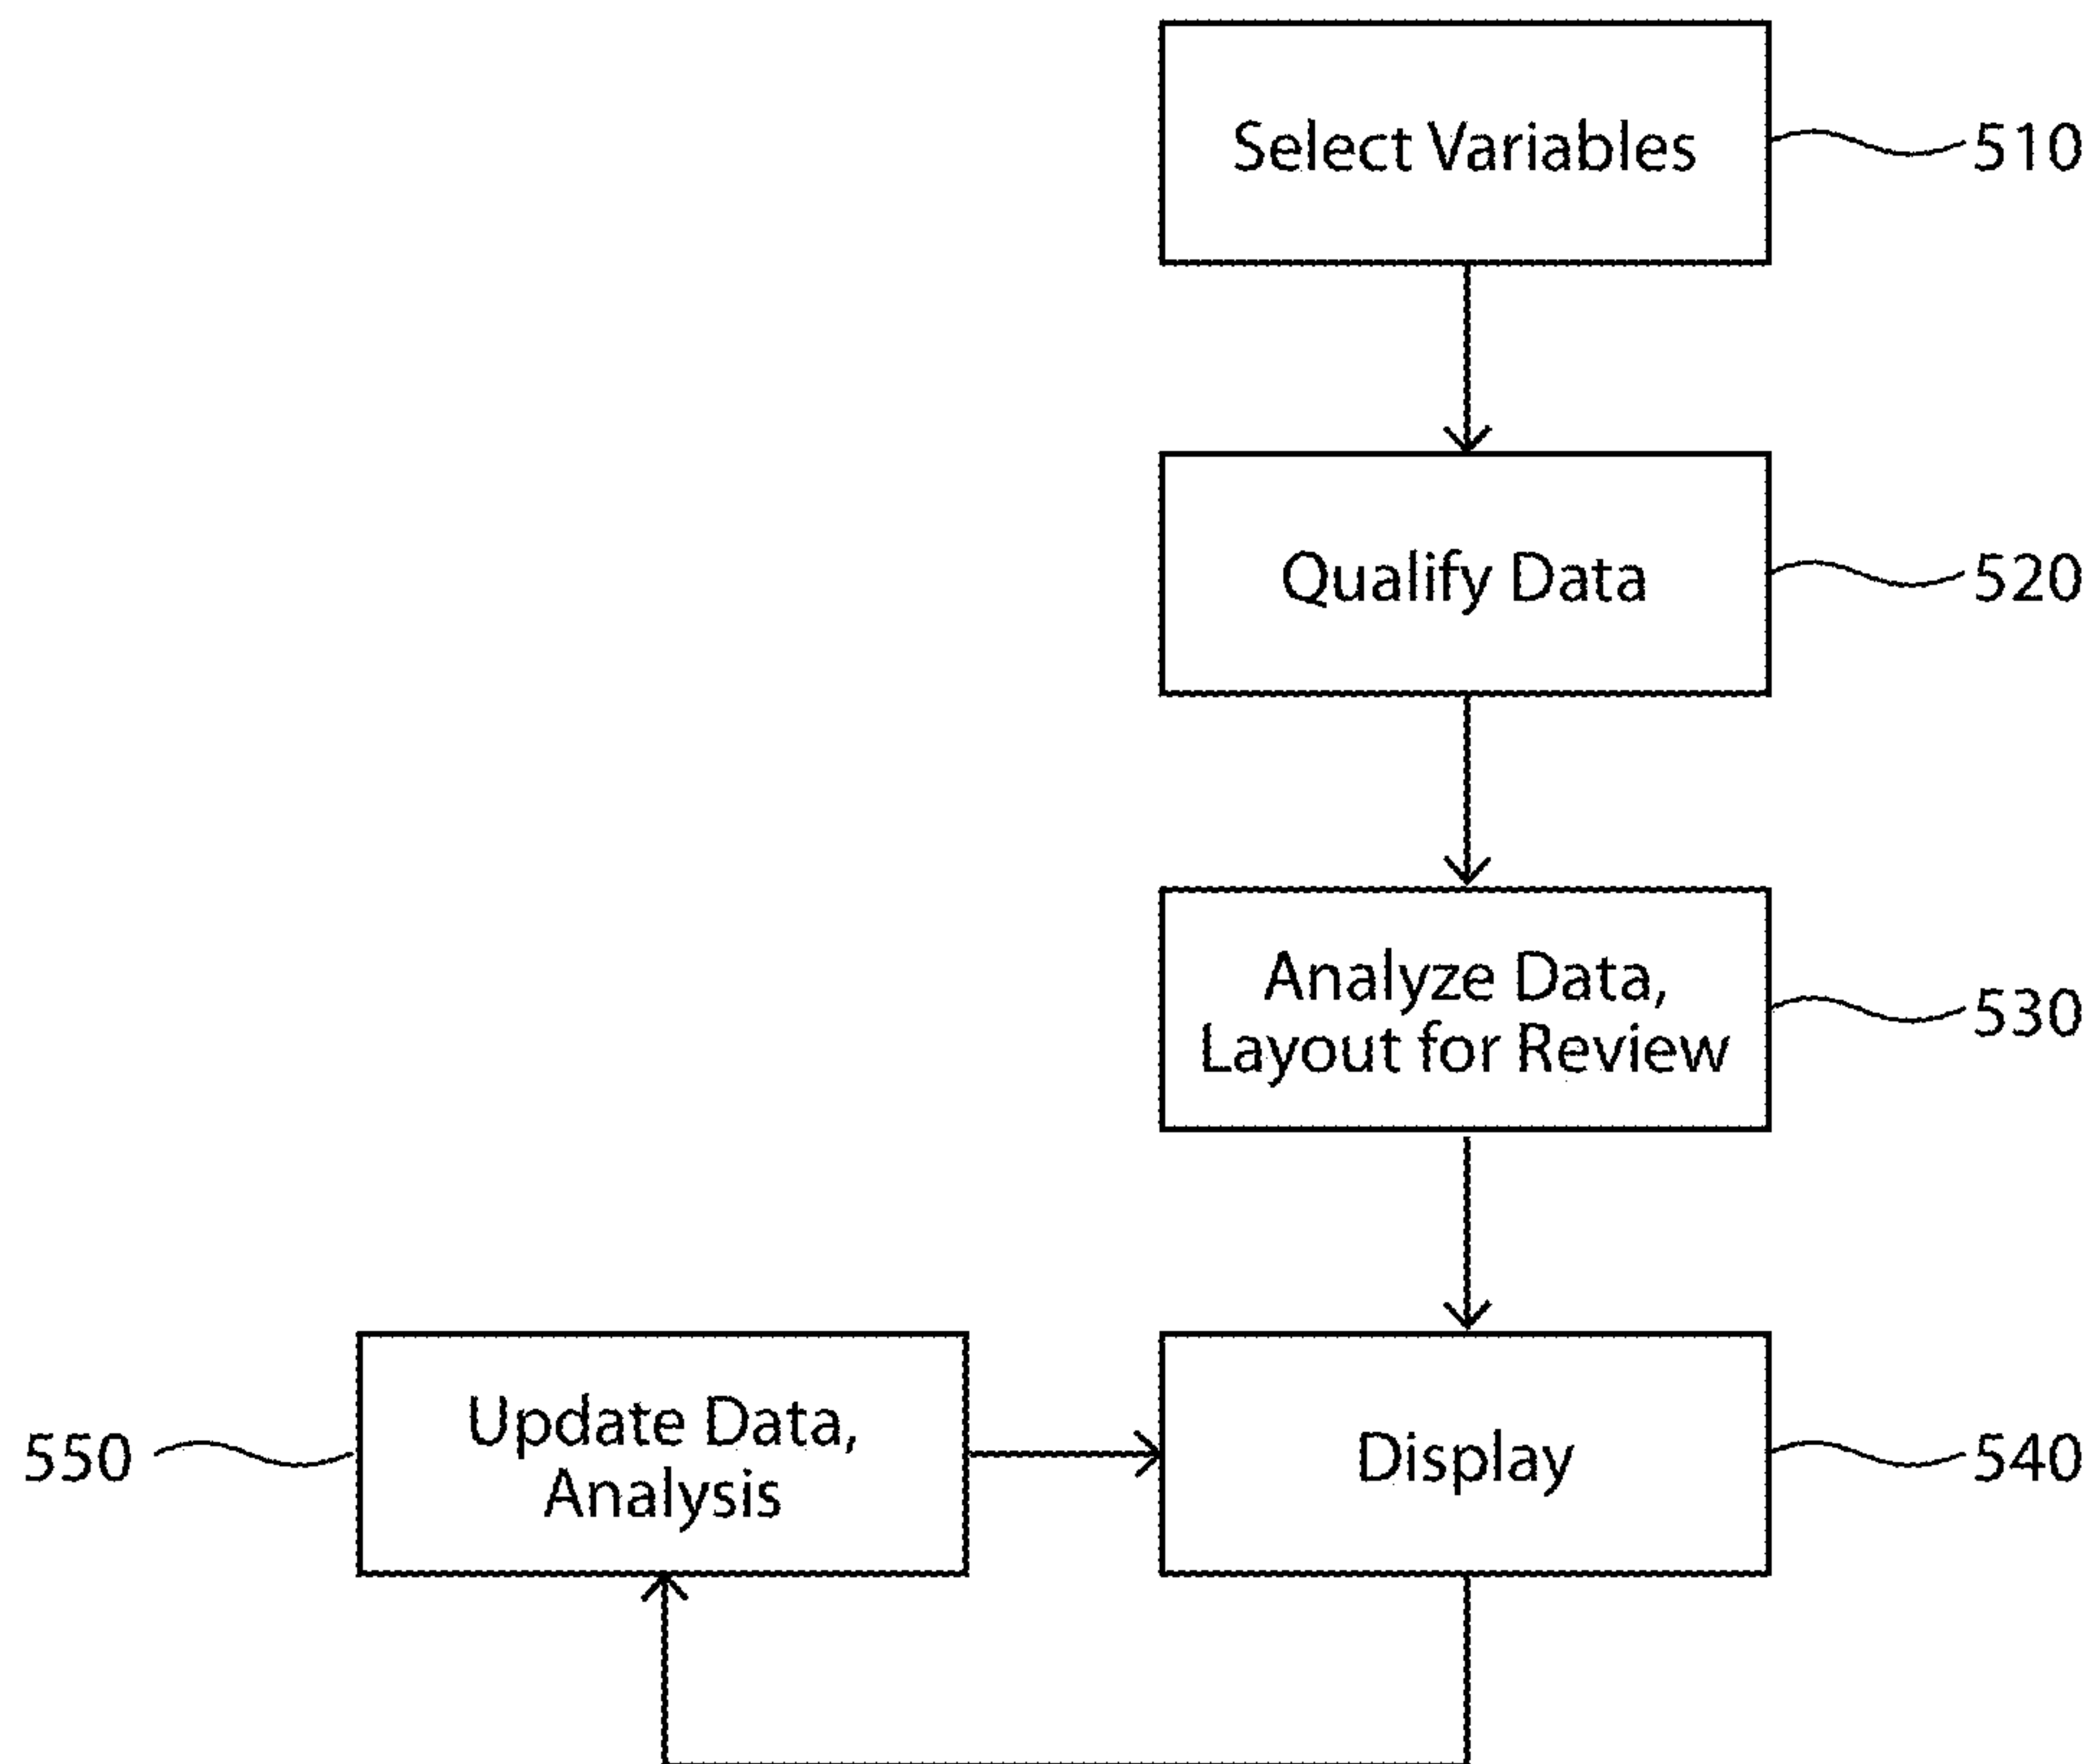 Select Variables
510
Qualify Data
520
Analyze Data,
Layout for Review
530
Update Data,
Analysis
550
Display
540